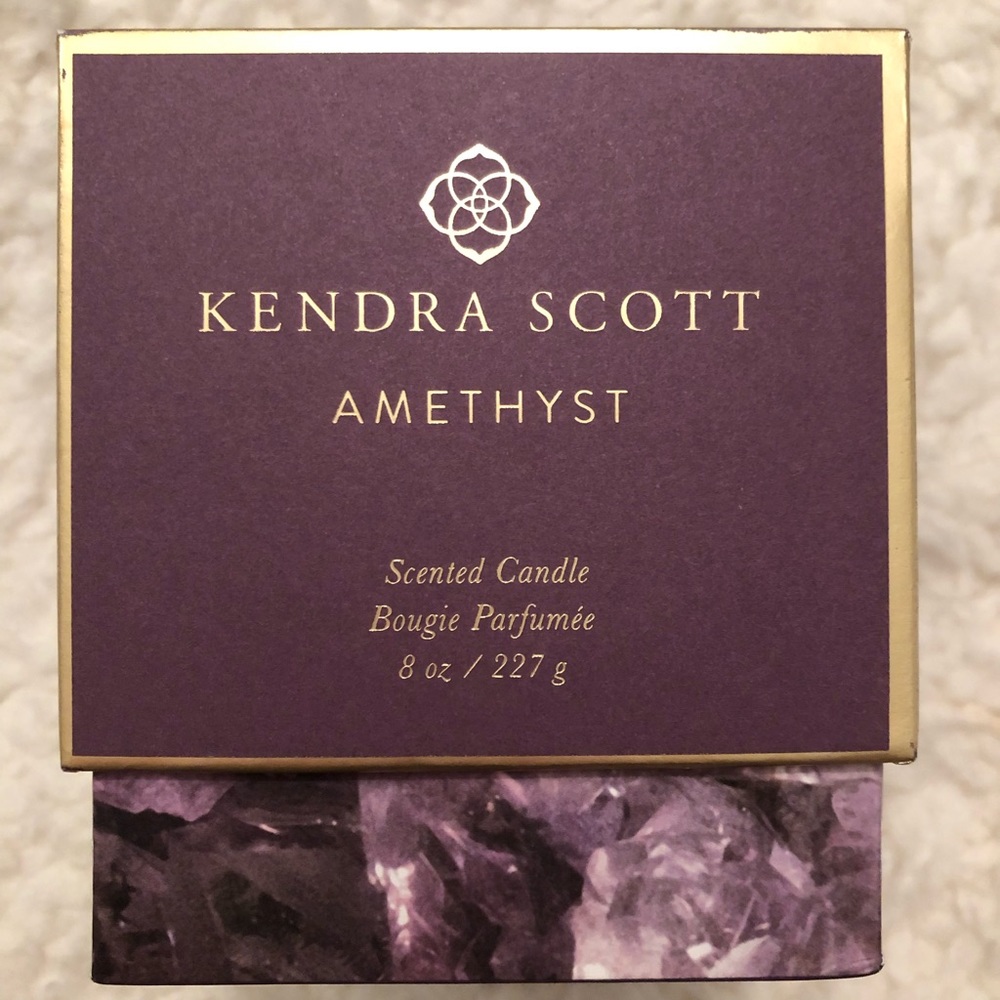 KENDRA SCOTT
AMETHYST
Scented Candle
Bougie Parfumée
8 oz / 227 g